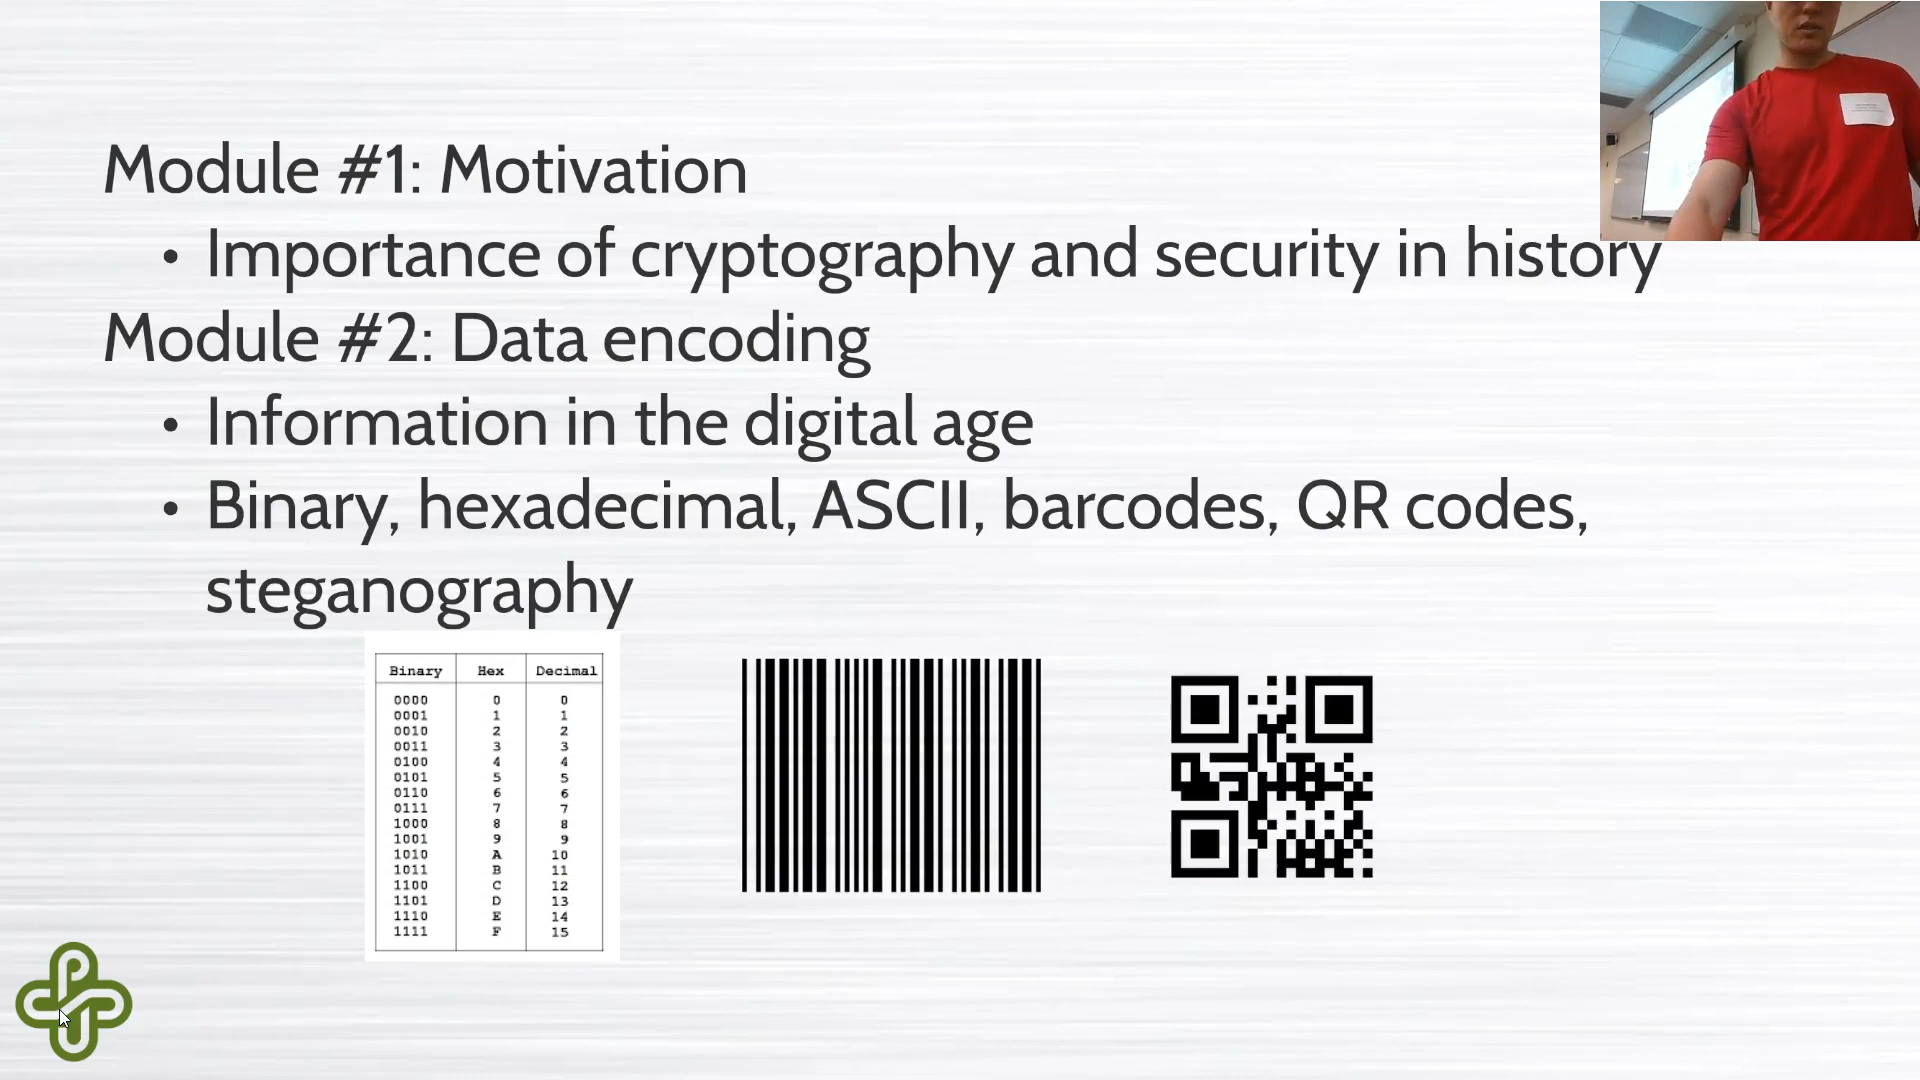 Module #1: Motivation
• Importance of cryptography and security in history
Module #2: Data encoding
• Information in the digital age
• Binary, hexadecimal, ASCII, barcodes, QR codes,
steganography
Binary Hex Decimal
0000 0 0
0001 1 1
0010 2 2
0011 3 3
0100 4 4
0101 5 5
0110 6 6
0111 7 7
1000 8 8
1001 9 9
1010 A 10
1011 B 11
1100 C 12
1101 D 13
1110 E 14
1111 F 15